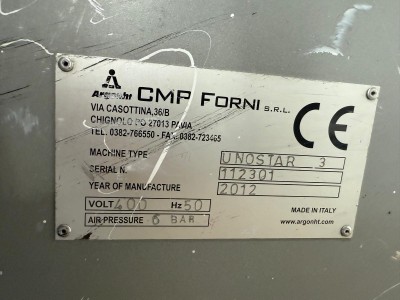 Argonht CMP FORNI S.R.L.
VIA CASOTTINA,36/B
CHIGNOLO PO 27013 PAVIA
TEL. 0382-766550 - FAX. 0382-723465
MACHINE TYPE UNOSTAR 3
SERIAL N. 112301
YEAR OF MANUFACTURE 2012
VOLT 400 Hz 50
AIR-PRESSURE 6 BAR
CE
MADE IN ITALY
www.argonht.com